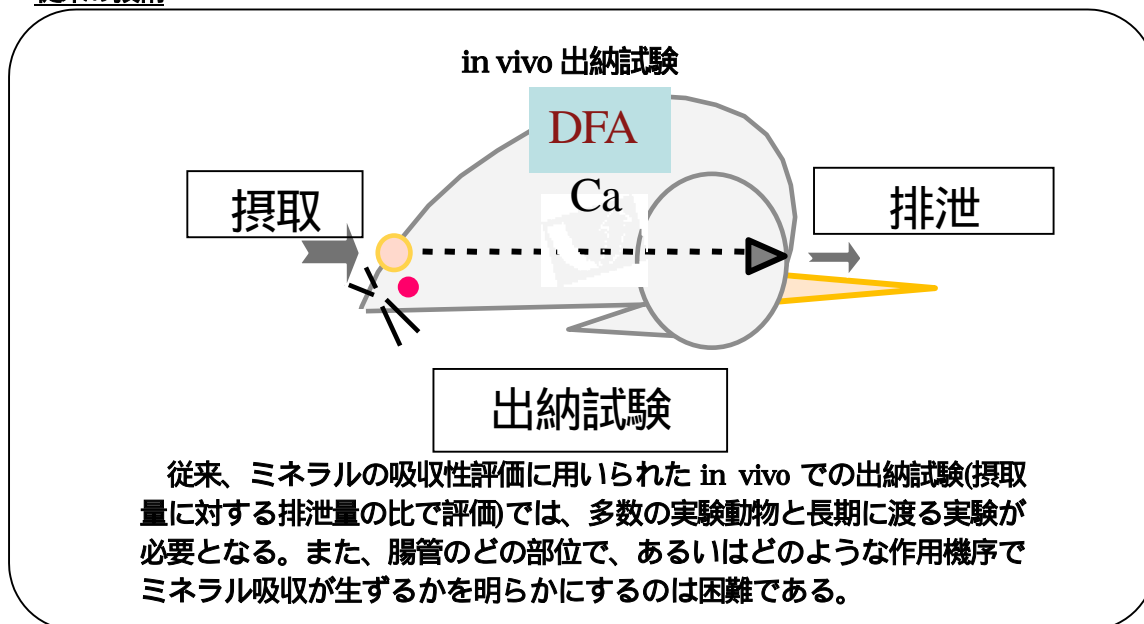 in vivo 出納試験
DFA
Ca
摂取
排泄
出納試験
従来、ミネラルの吸収性評価に用いられた in vivo での出納試験(摂取
量に対する排泄量の比で評価)では、多数の実験動物と長期に渡る実験が
必要となる。また、腸管のどの部位で、あるいはどのような作用機序で
ミネラル吸収が生ずるかを明らかにするのは困難である。